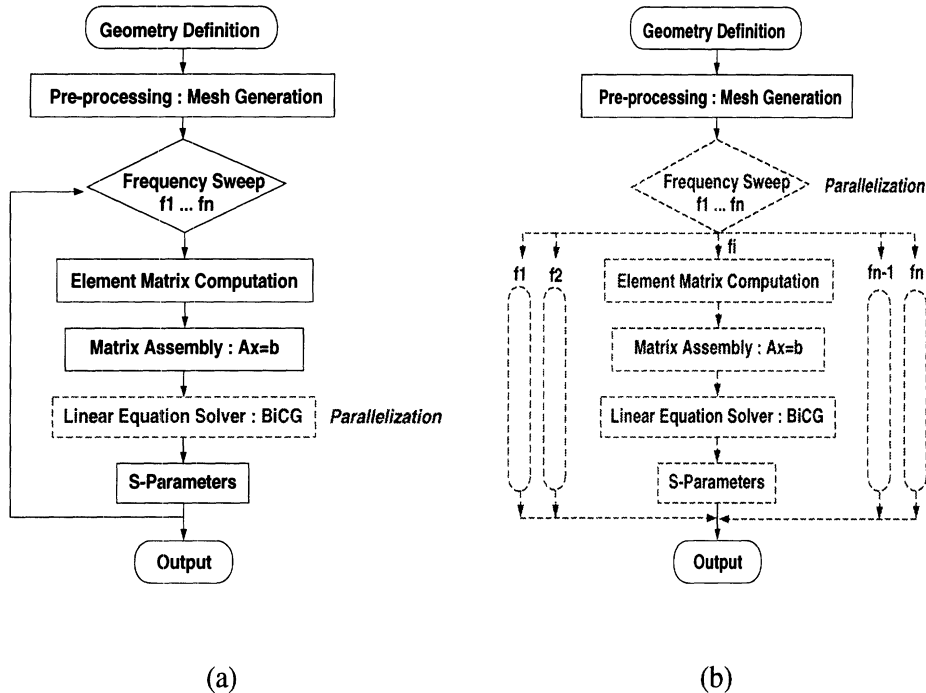 Geometry Definition
Pre-processing : Mesh Generation
Frequency Sweep
f1 ... fn
Element Matrix Computation
Matrix Assembly : Ax=b
Linear Equation Solver : BiCG
Parallelization
S-Parameters
Output
(a)
Geometry Definition
Pre-processing : Mesh Generation
Frequency Sweep
f1 ... fn
Parallelization
f1
f2
fi
fn-1
fn
Element Matrix Computation
Matrix Assembly : Ax=b
Linear Equation Solver : BiCG
S-Parameters
Output
(b)